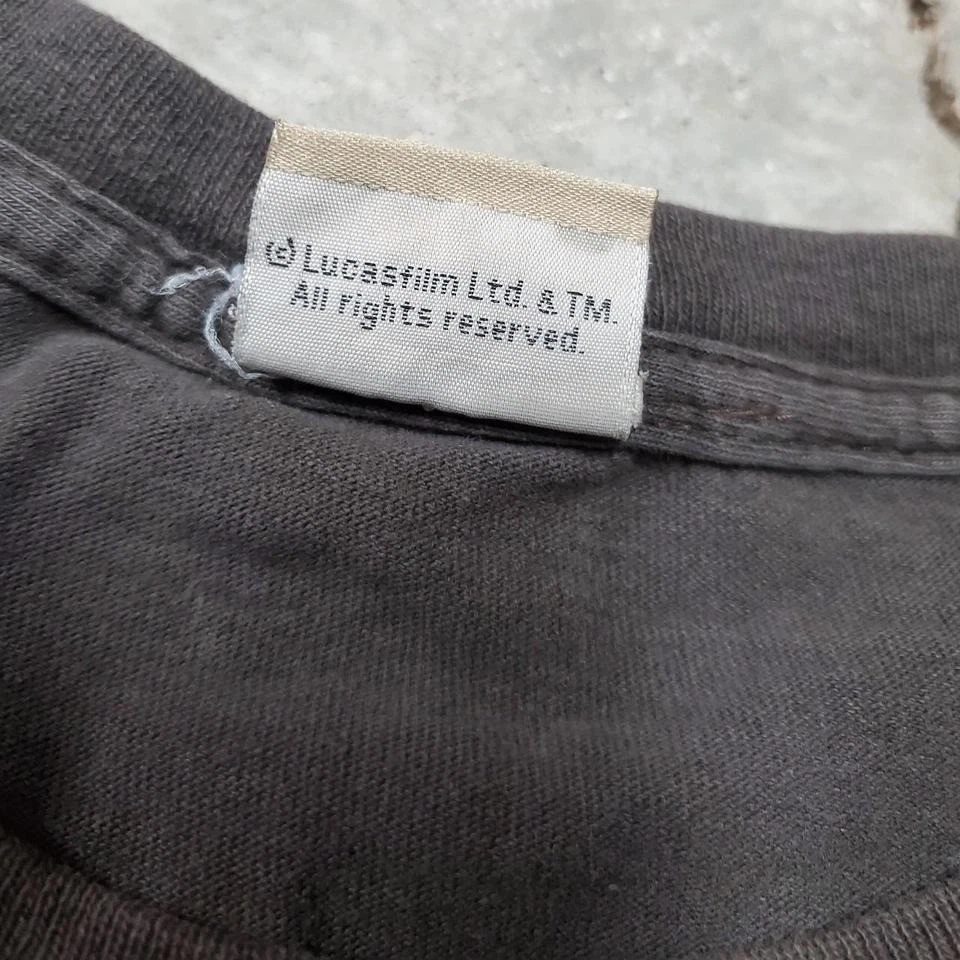 (c) Lucasfilm Ltd. & TM.
All rights reserved.